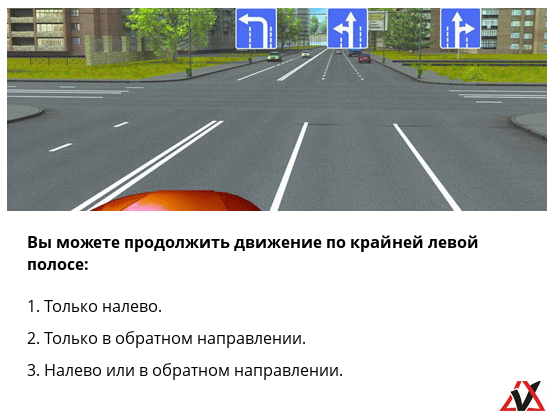 Вы можете продолжить движение по крайней левой
полосе:
1. Только налево.
2. Только в обратном направлении.
3. Налево или в обратном направлении.